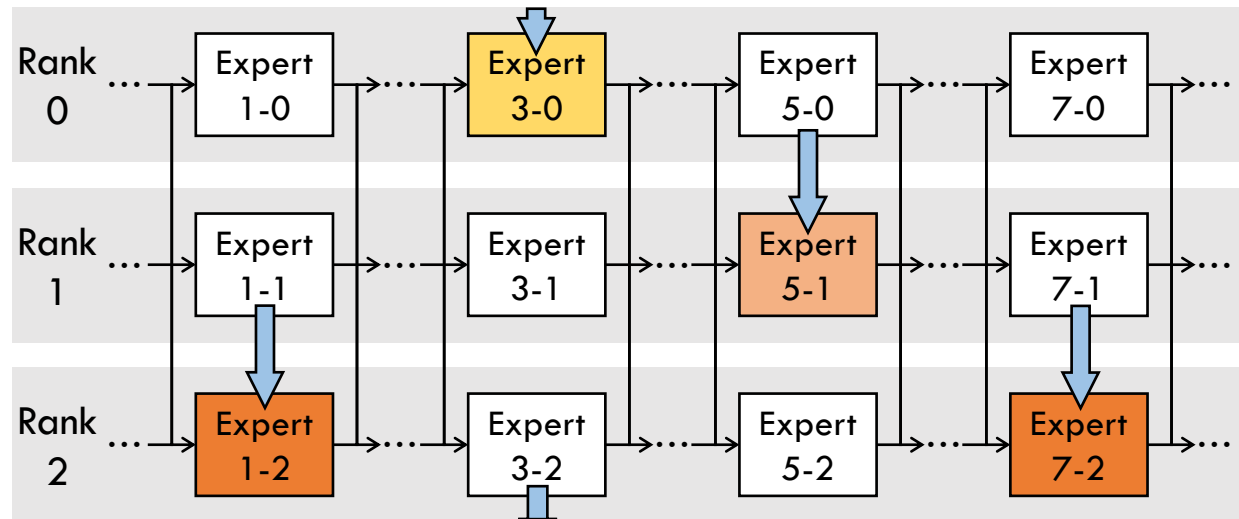 Rank
0
...
Expert
1-0
...
Expert
3-0
...
Expert
5-0
...
Expert
7-0
...
Rank
1
...
Expert
1-1
...
Expert
3-1
...
Expert
5-1
...
Expert
7-1
...
Rank
2
...
Expert
1-2
...
Expert
3-2
...
Expert
5-2
...
Expert
7-2
...